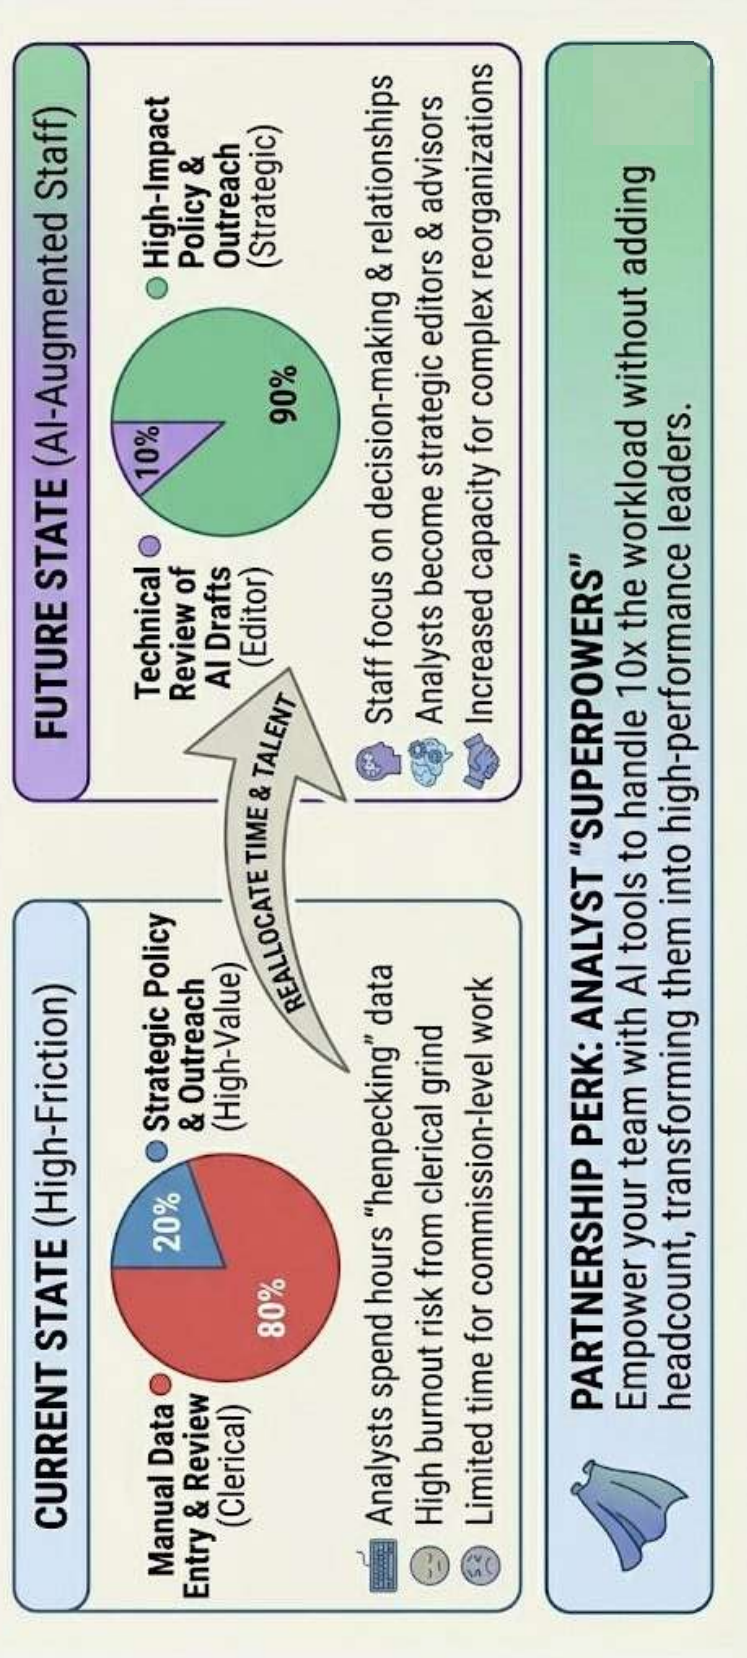 CURRENT STATE (High-Friction)
Manual Data
Entry & Review
(Clerical)
80%
20%
Strategic Policy
& Outreach
(High-Value)
Analysts spend hours "henpecking" data
High burnout risk from clerical grind
Limited time for commission-level work
REALLOCATE TIME & TALENT
FUTURE STATE (AI-Augmented Staff)
Technical
Review of
AI Drafts
(Editor)
10%
90%
High-Impact
Policy &
Outreach
(Strategic)
Staff focus on decision-making & relationships
Analysts become strategic editors & advisors
Increased capacity for complex reorganizations
PARTNERSHIP PERK: ANALYST "SUPERPOWERS"
Empower your team with AI tools to handle 10x the workload without adding
headcount, transforming them into high-performance leaders.